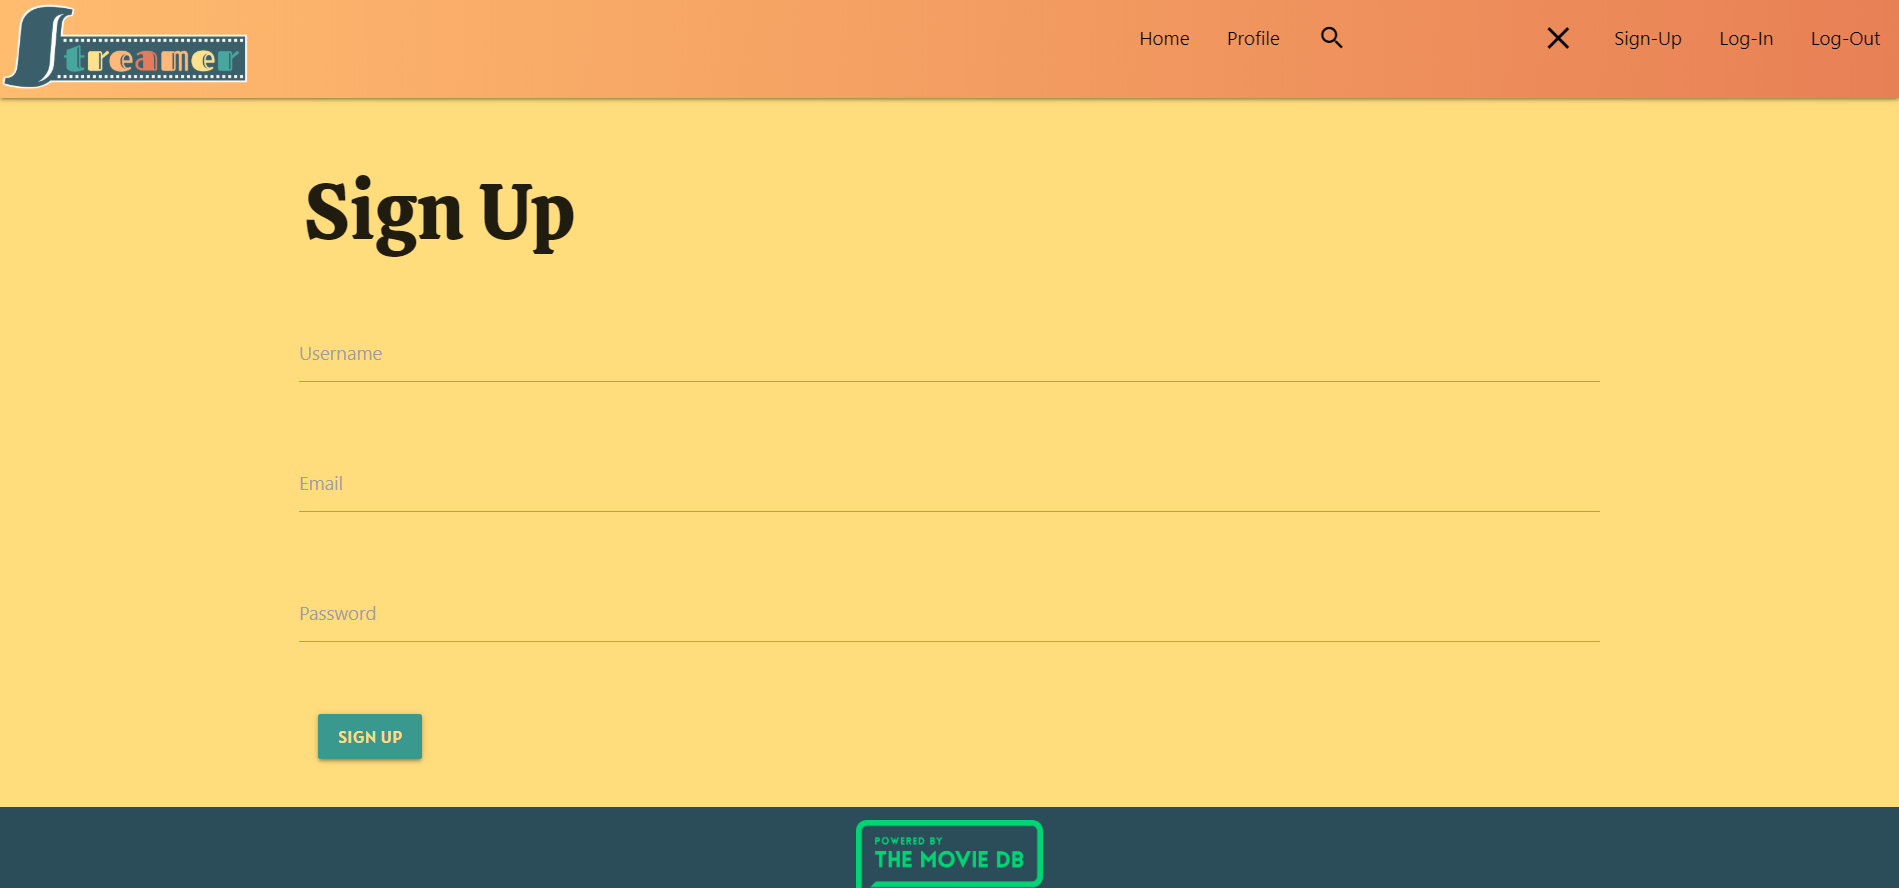 Streamer
Home Profile Sign-Up Log-In Log-Out
Sign Up
Username
Email
Password
SIGN UP
POWERED BY
THE MOVIE DB